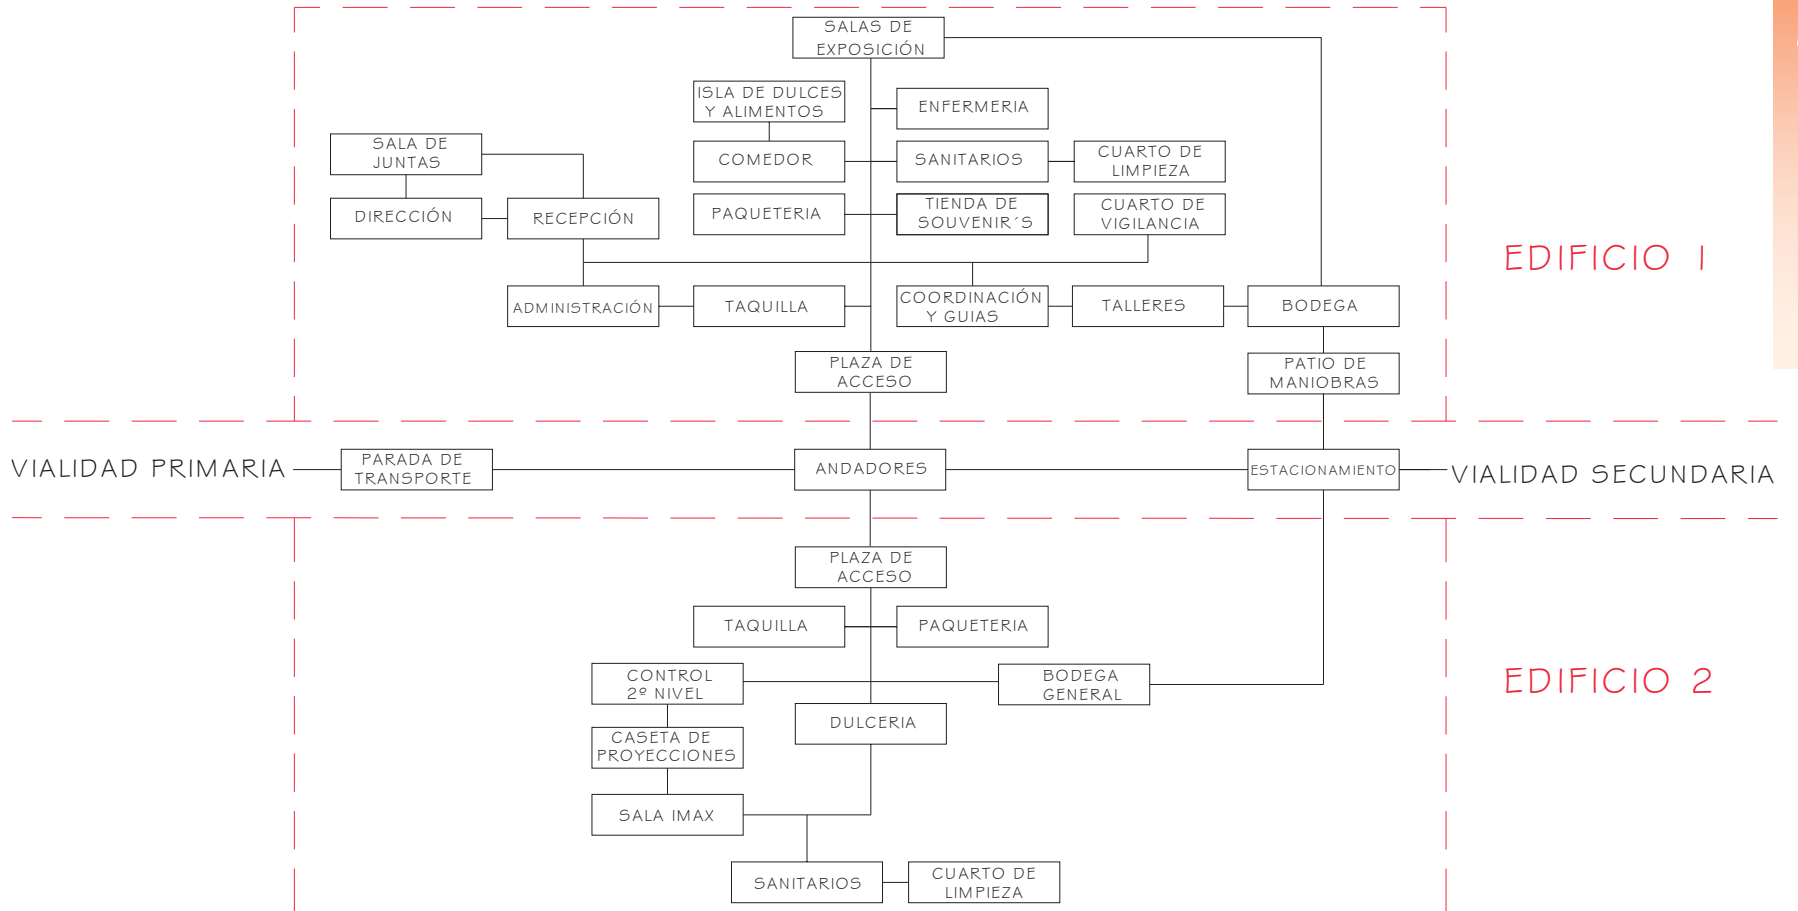 SALAS DE
EXPOSICIÓN
ISLA DE DULCES
Y ALIMENTOS
ENFERMERIA
SALA DE
JUNTAS
COMEDOR
SANITARIOS
CUARTO DE
LIMPIEZA
DIRECCIÓN
RECEPCIÓN
PAQUETERIA
TIENDA DE
SOUVENIR´S
CUARTO DE
VIGILANCIA
EDIFICIO 1
ADMINISTRACIÓN
TAQUILLA
COORDINACIÓN
Y GUIAS
TALLERES
BODEGA
PLAZA DE
ACCESO
PATIO DE
MANIOBRAS
VIALIDAD PRIMARIA
PARADA DE
TRANSPORTE
ANDADORES
ESTACIONAMIENTO
VIALIDAD SECUNDARIA
PLAZA DE
ACCESO
TAQUILLA
PAQUETERIA
CONTROL
2º NIVEL
BODEGA
GENERAL
EDIFICIO 2
DULCERIA
CASETA DE
PROYECCIONES
SALA IMAX
SANITARIOS
CUARTO DE
LIMPIEZA